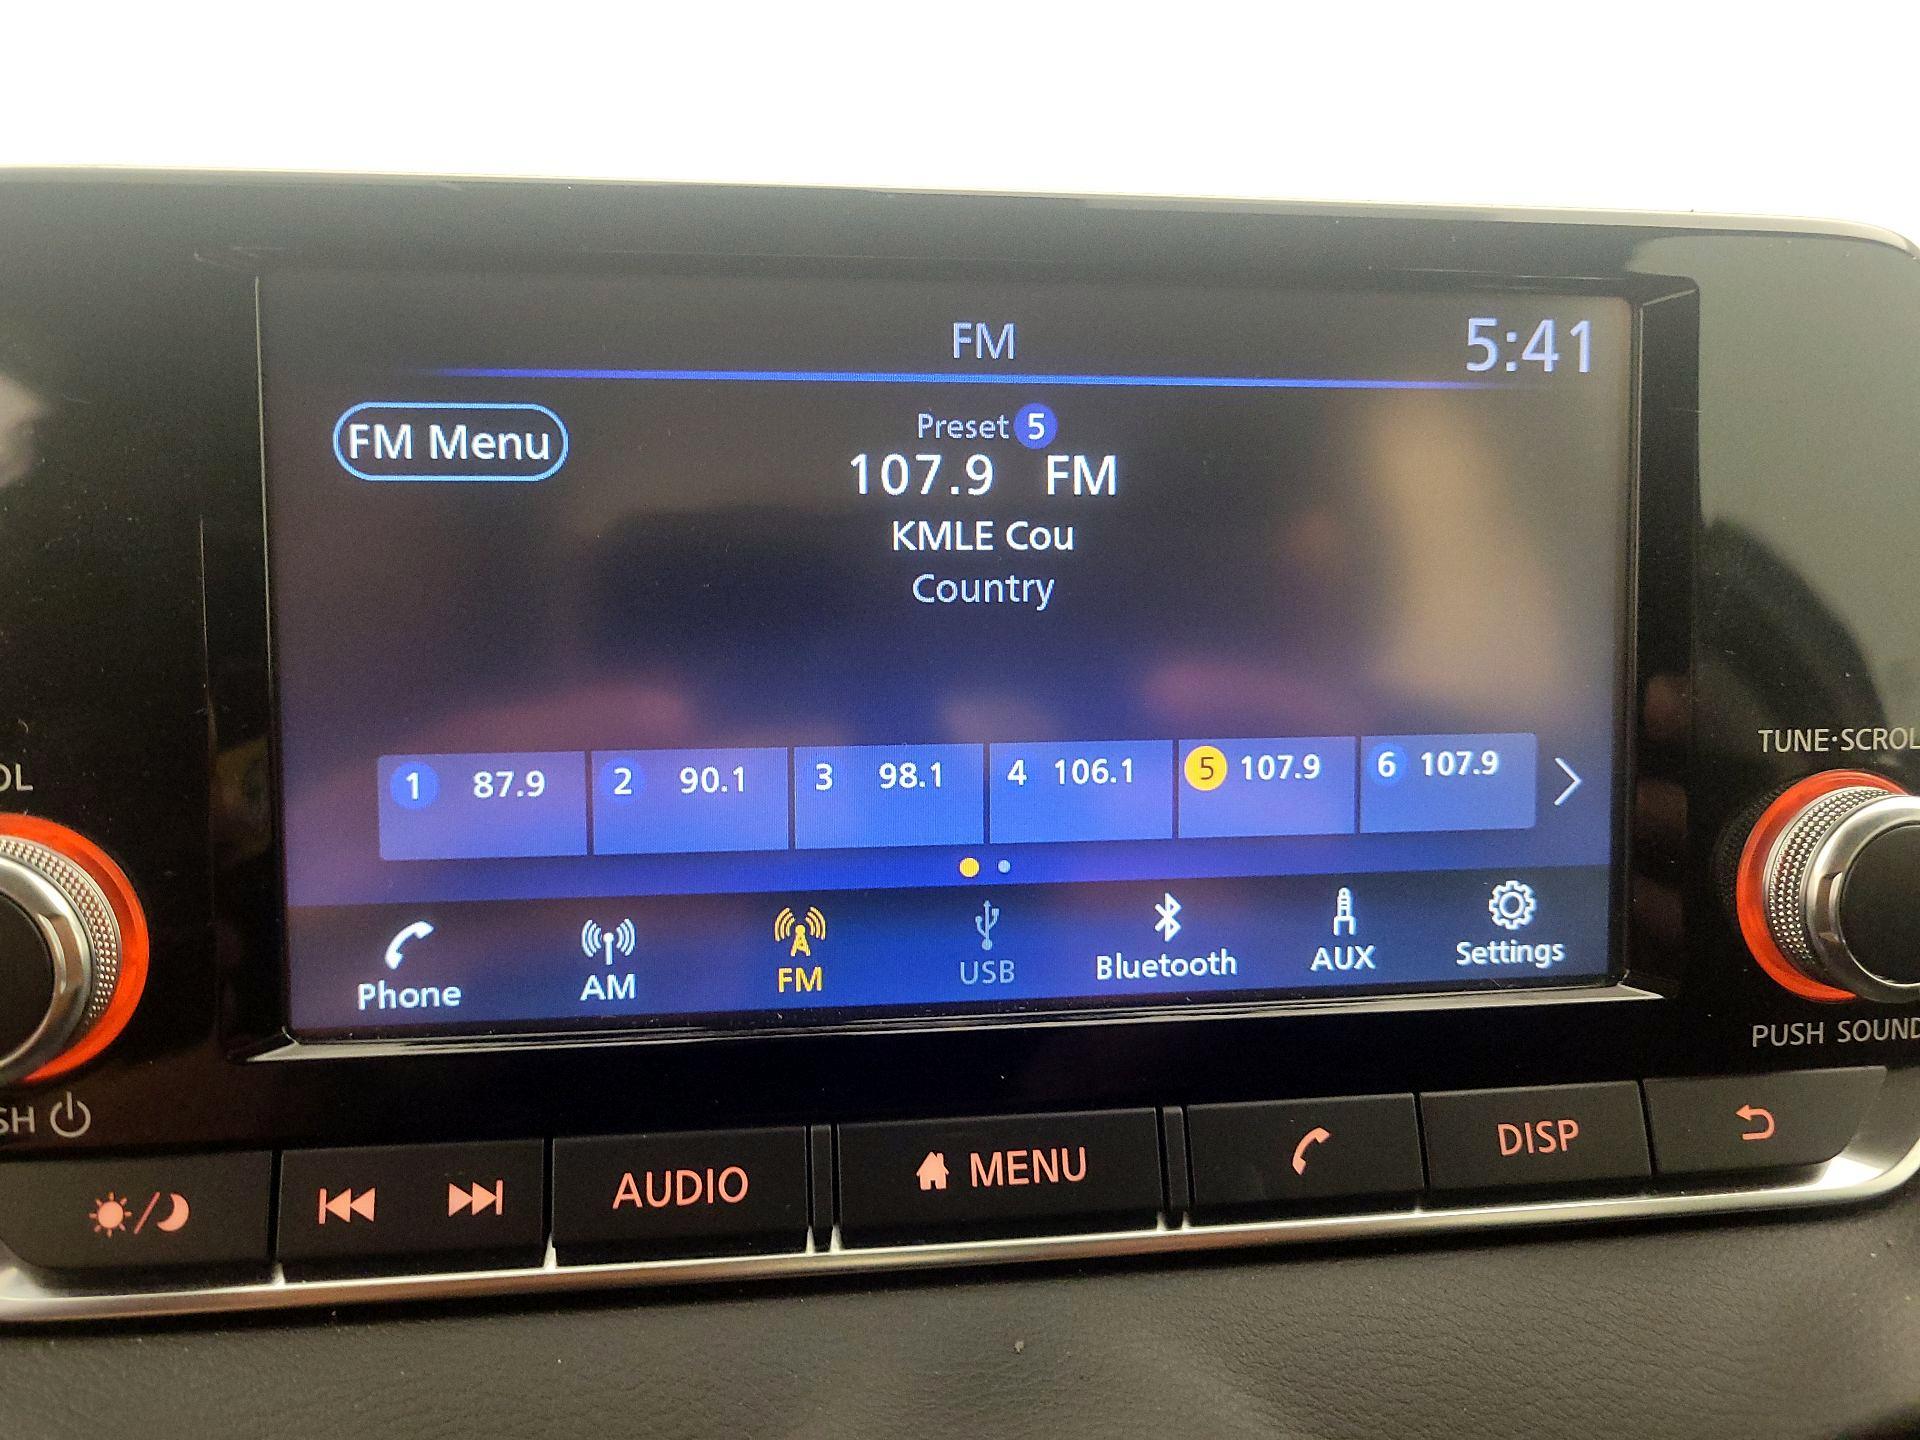 FM
5:41
FM Menu
Preset 5
107.9 FM
KMLE Cou
Country
1 87.9
2 90.1
3 98.1
4 106.1
5 107.9
6 107.9
Phone
AM
FM
USB
Bluetooth
AUX
Settings
OL
TUNE·SCROL
SH
PUSH SOUND
AUDIO
MENU
DISP